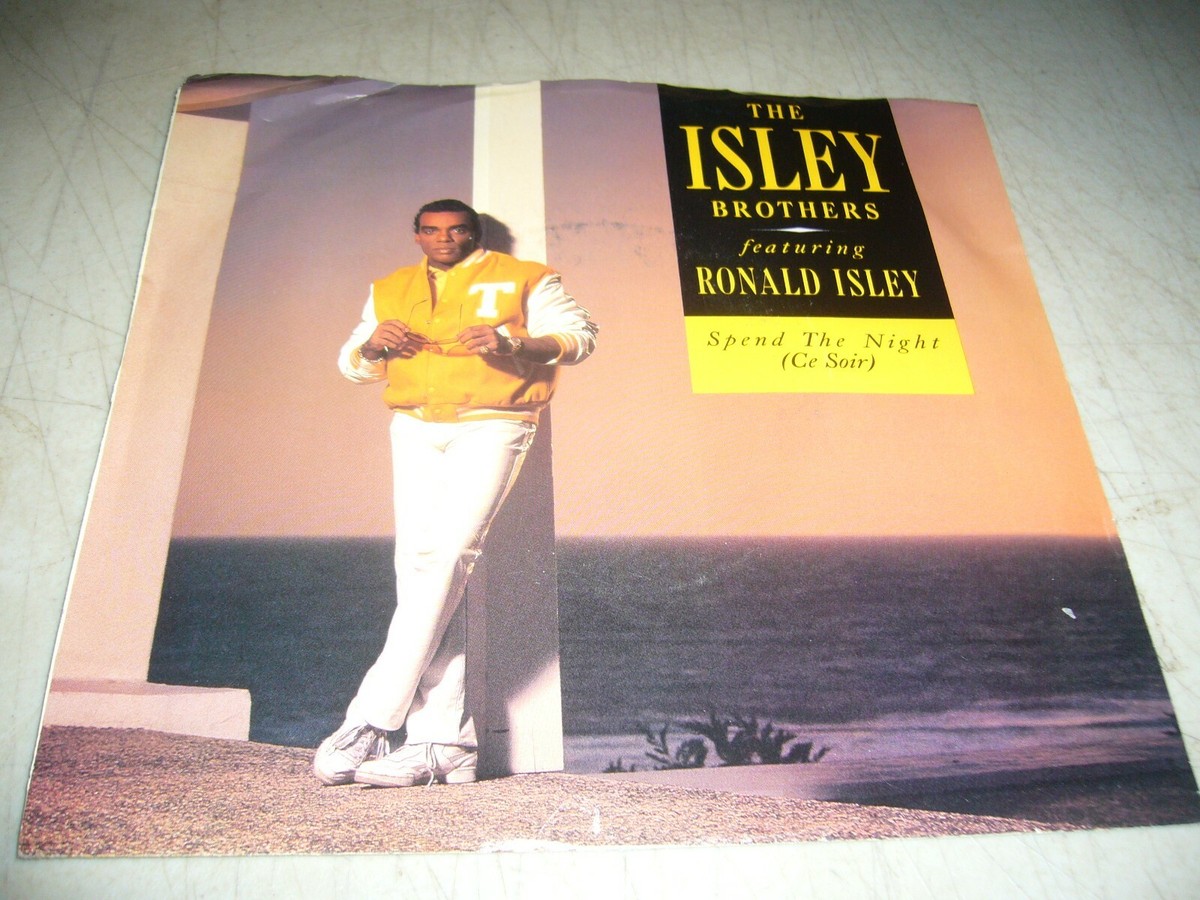 THE
ISLEY
BROTHERS
featuring
RONALD ISLEY
Spend The Night
(Ce Soir)
T